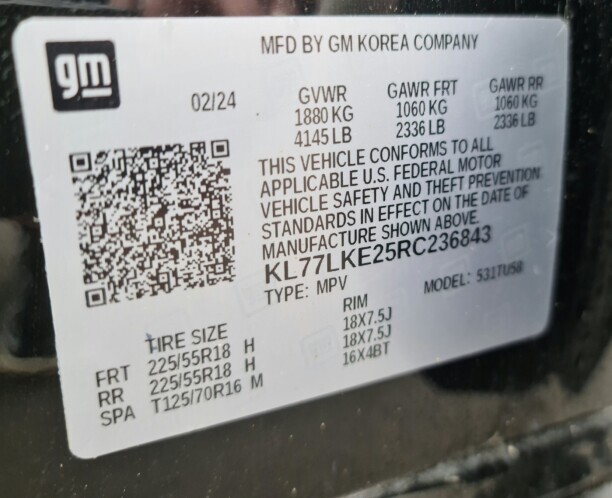 gm
MFD BY GM KOREA COMPANY
02/24
GVWR GAWR FRT GAWR RR
1880 KG 1060 KG 1060 KG
4145 LB 2336 LB 2336 LB
THIS VEHICLE CONFORMS TO ALL
APPLICABLE U.S. FEDERAL MOTOR
VEHICLE SAFETY AND THEFT PREVENTION
STANDARDS IN EFFECT ON THE DATE OF
MANUFACTURE SHOWN ABOVE.
KL77LKE25RC236843
TYPE: MPV MODEL: 531TU58
TIRE SIZE RIM
FRT 225/55R18 H 18X7.5J
RR 225/55R18 H 18X7.5J
SPA T125/70R16 M 16X4BT